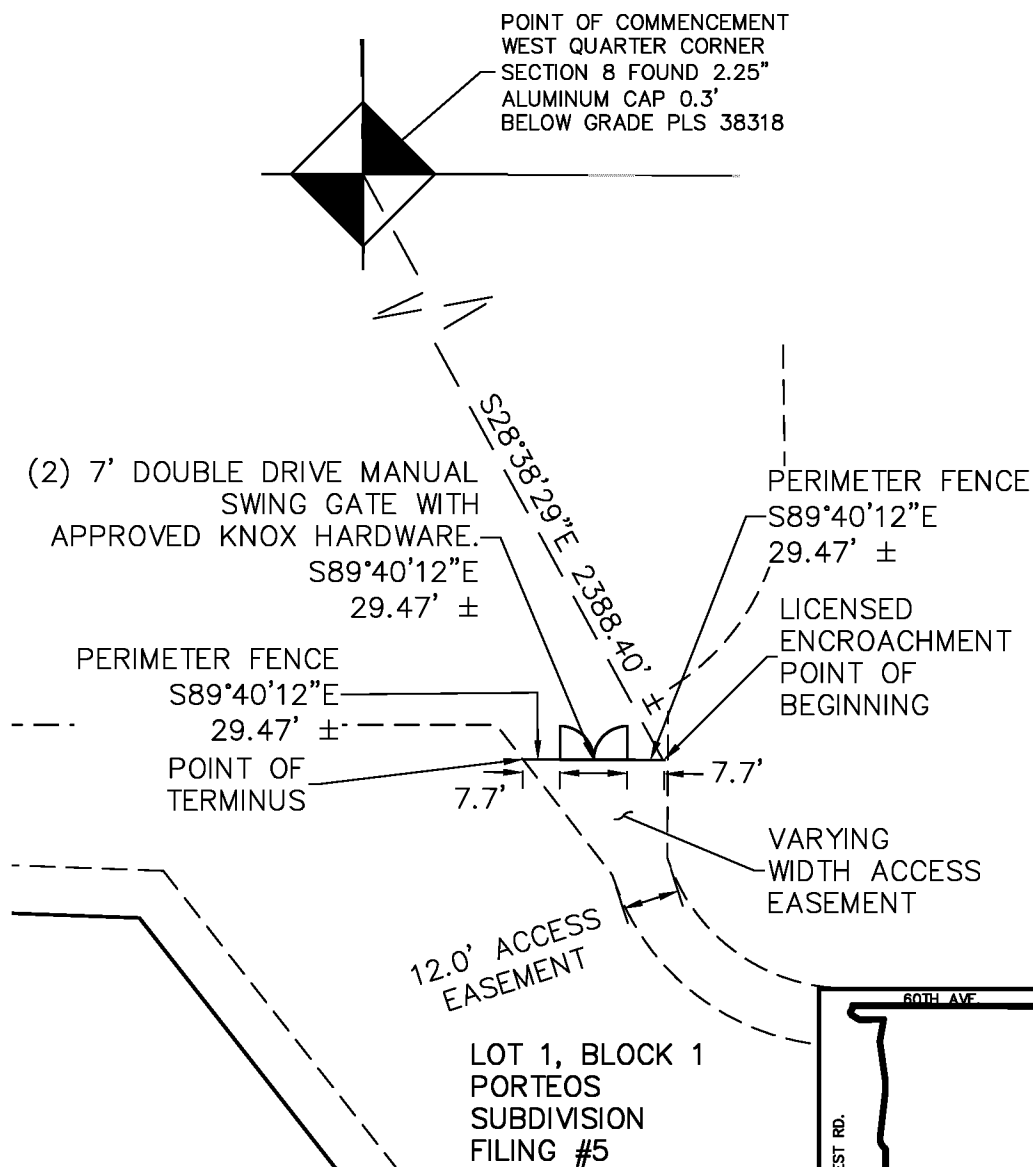 POINT OF COMMENCEMENT
WEST QUARTER CORNER
SECTION 8 FOUND 2.25”
ALUMINUM CAP 0.3’
BELOW GRADE PLS 38318
S28°38’29”E 2388.40’ ±
(2) 7’ DOUBLE DRIVE MANUAL
SWING GATE WITH
APPROVED KNOX HARDWARE.
S89°40’12”E
29.47’ ±
PERIMETER FENCE
S89°40’12”E
29.47’ ±
LICENSED
ENCROACHMENT
POINT OF
BEGINNING
PERIMETER FENCE
S89°40’12”E
29.47’ ±
POINT OF
TERMINUS
7.7’
7.7’
VARYING
WIDTH ACCESS
EASEMENT
12.0’ ACCESS
EASEMENT
LOT 1, BLOCK 1
PORTEOS
SUBDIVISION
FILING #5
60TH AVE.
EST RD.